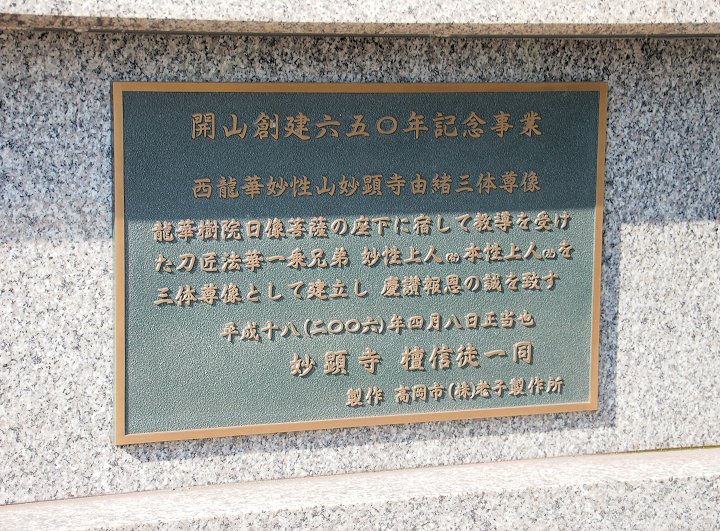 開山創建六五〇年記念事業
西龍華妙性山妙顕寺由緒三体尊像
龍華樹院日像菩薩の座下に宿して教導を受け
た刀匠法華一乗兄弟 妙性上人(弟)本性上人(兄)を
三体尊像として建立し 慶讃報恩の誠を致す
平成十八(二〇〇六)年四月八日正当也
妙顕寺 檀信徒一同
製作 高岡市(株)老子製作所